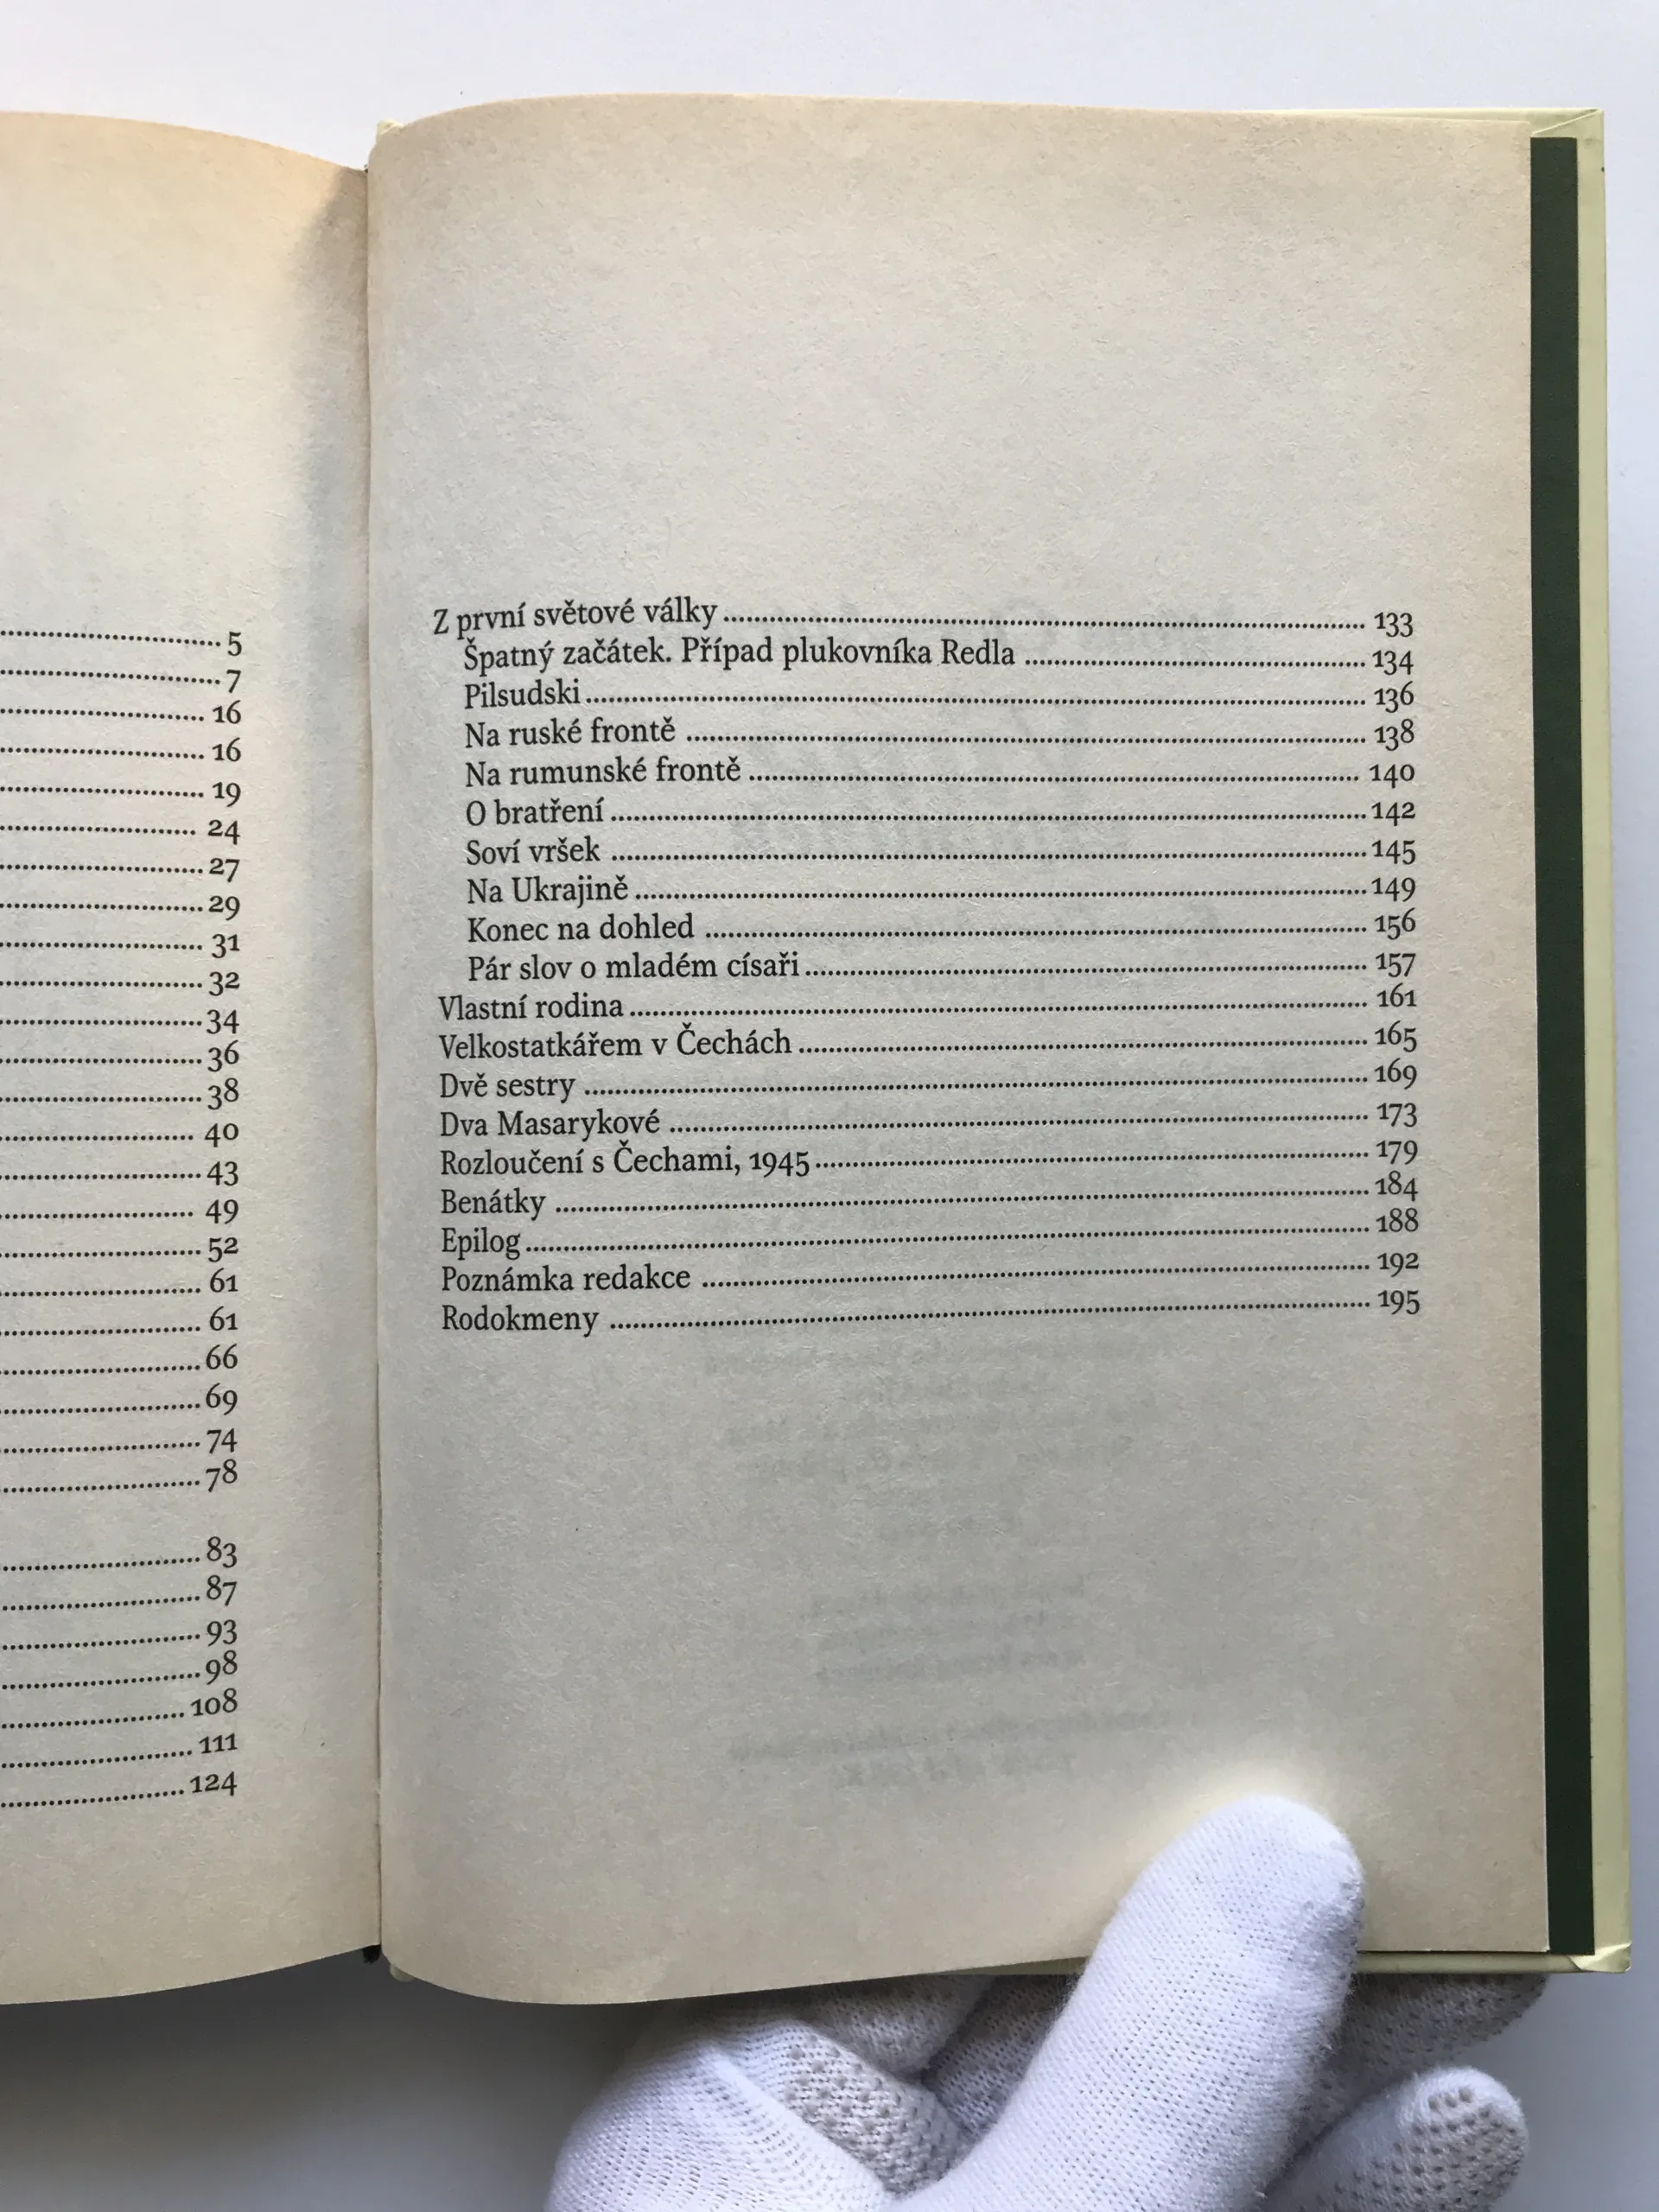 5
7
16
16
19
24
27
29
31
32
34
36
38
40
43
49
52
61
61
66
69
74
78
83
87
93
98
108
111
124
Z první světové války 133
Špatný začátek. Případ plukovníka Redla 134
Pilsudski 136
Na ruské frontě 138
Na rumunské frontě 140
O bratření 142
Soví vršek 145
Na Ukrajině 149
Konec na dohled 156
Pár slov o mladém císaři 157
Vlastní rodina 161
Velkostatkářem v Čechách 165
Dvě sestry 169
Dva Masarykové 173
Rozloučení s Čechami, 1945 179
Benátky 184
Epilog 188
Poznámka redakce 192
Rodokmeny 195